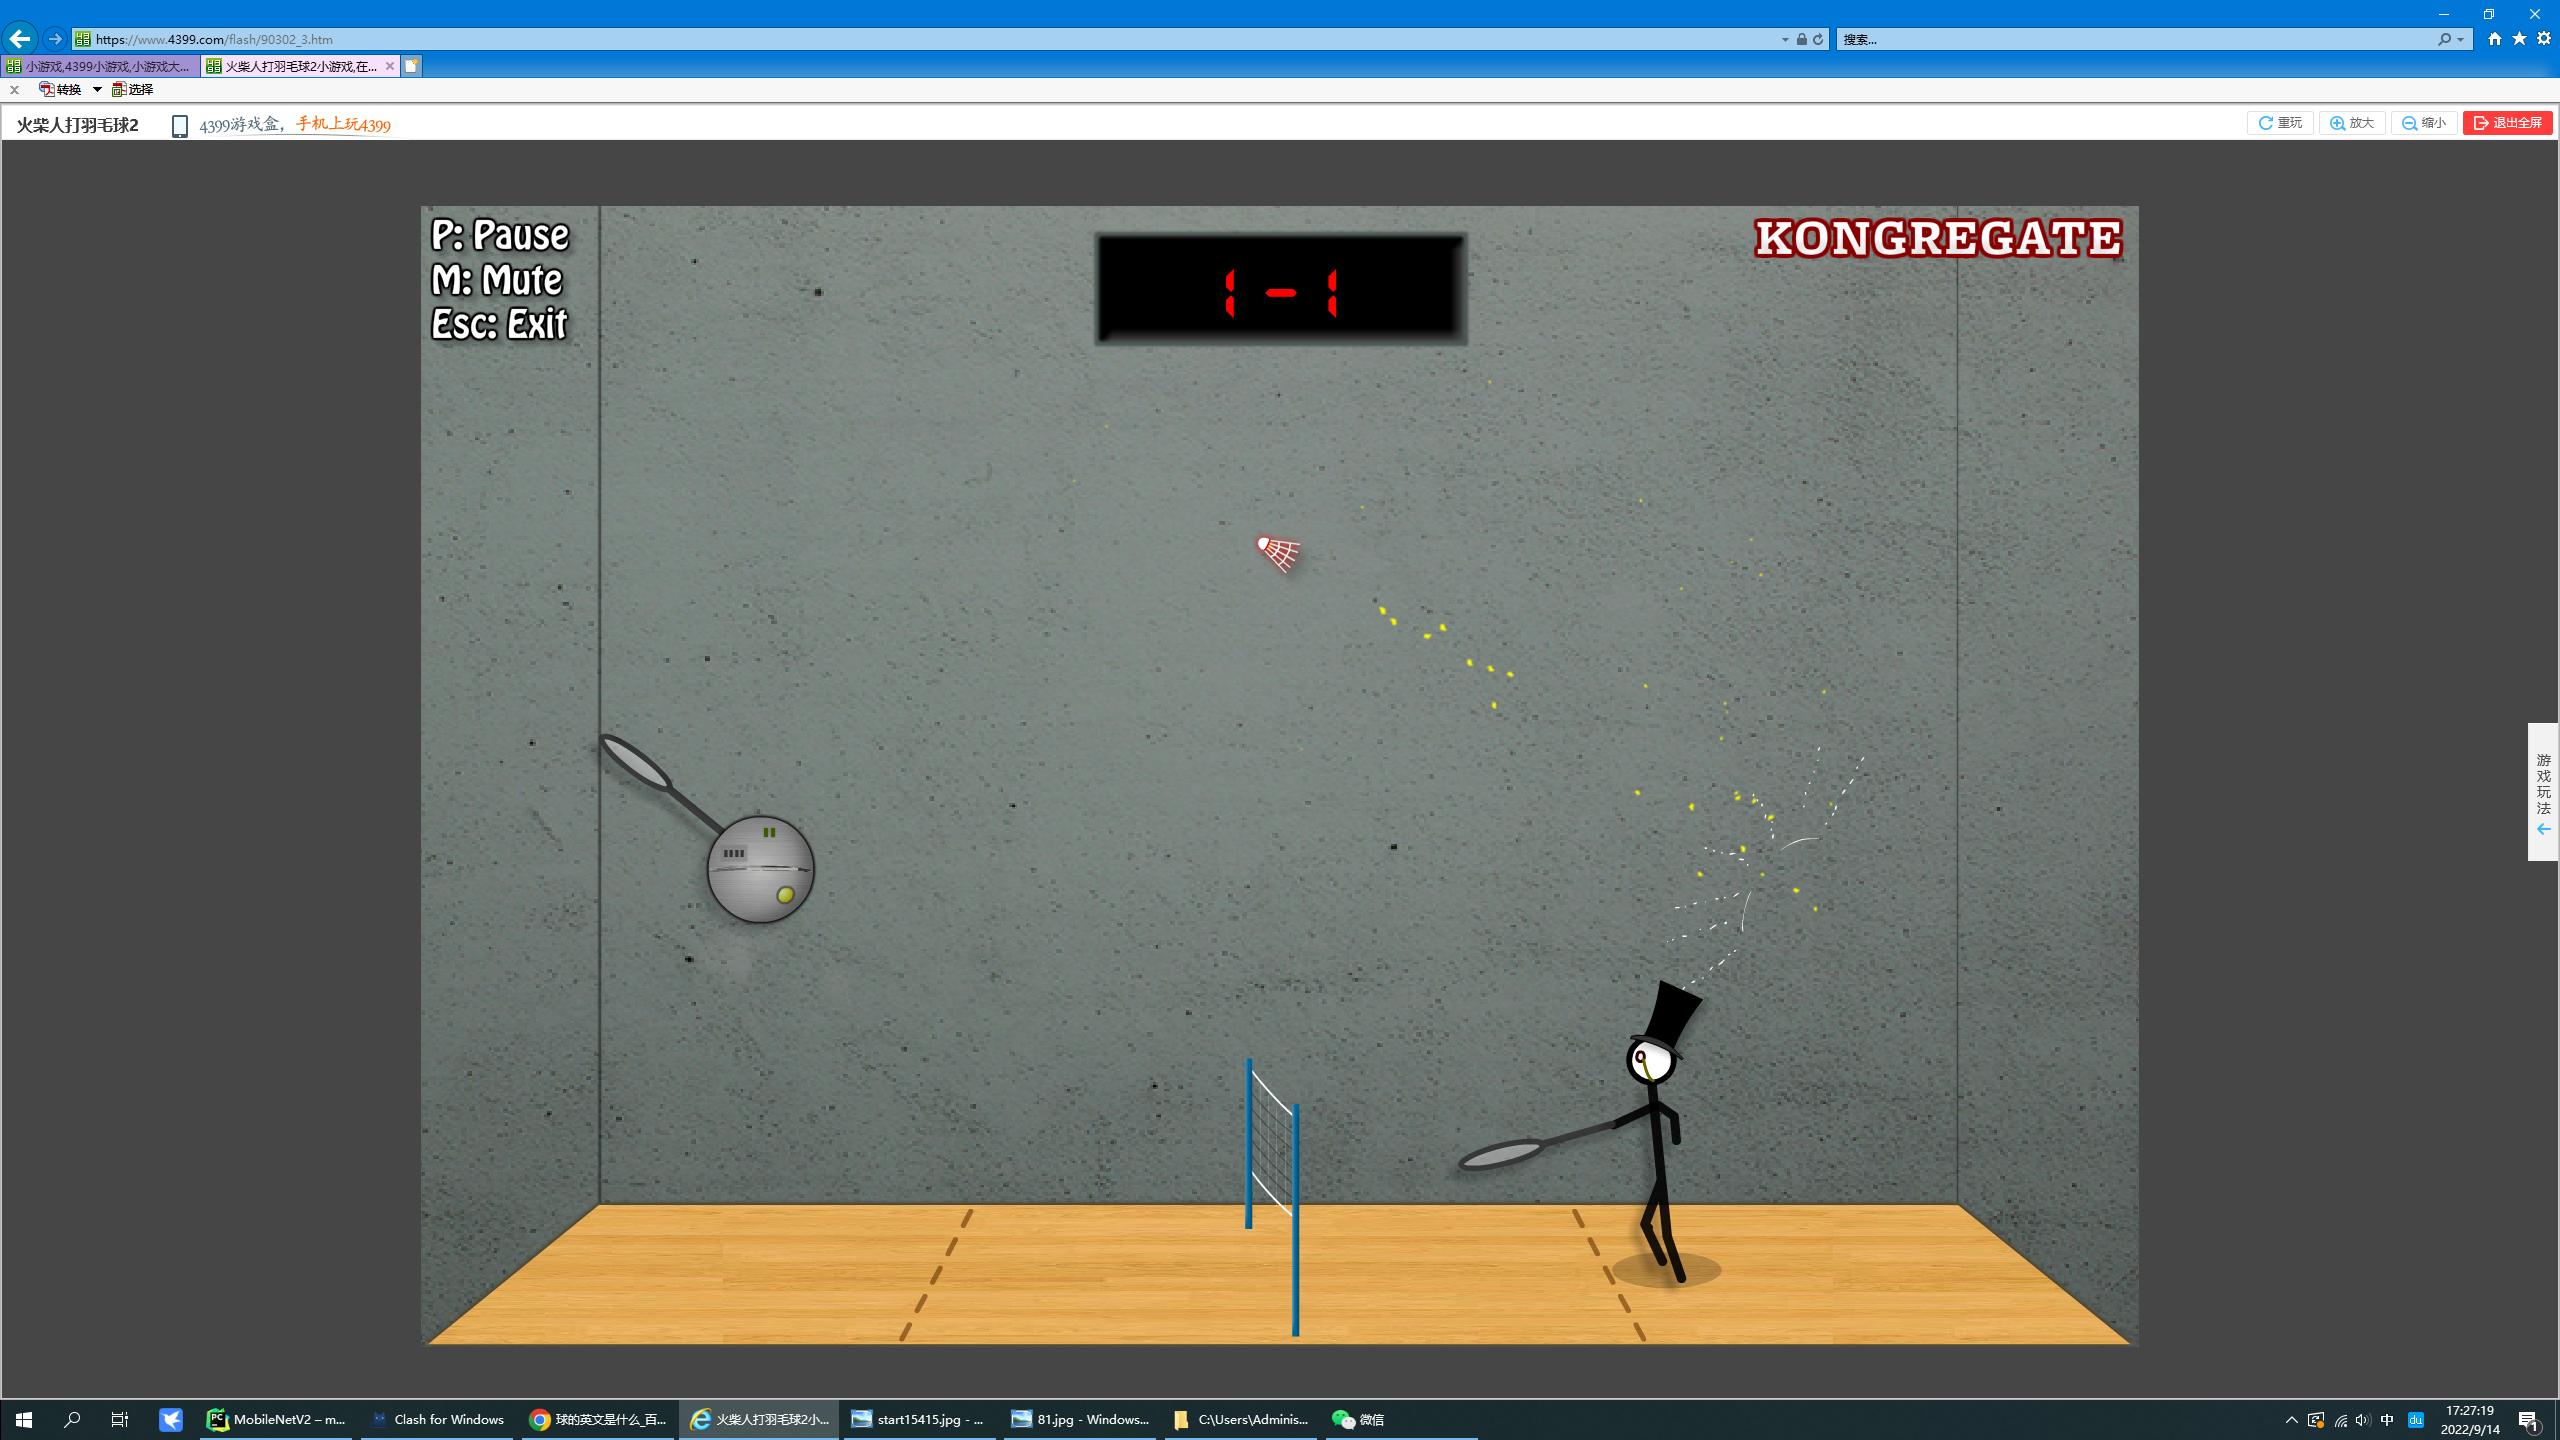 https://www.4399.com/flash/90302_3.htm
搜索...
小游戏,4399小游戏,小游戏大...
火柴人打羽毛球2小游戏,在...
转换
选择
火柴人打羽毛球2
4399游戏盒，手机上玩4399
重玩
放大
缩小
退出全屏
P: Pause
M: Mute
Esc: Exit
1 - 1
KONGREGATE
游戏玩法
MobileNetV2 – m...
Clash for Windows
球的英文是什么_百...
火柴人打羽毛球2小...
start15415.jpg - ...
81.jpg - Windows...
C:\Users\Adminis...
微信
中
du
17:27:19
2022/9/14
1